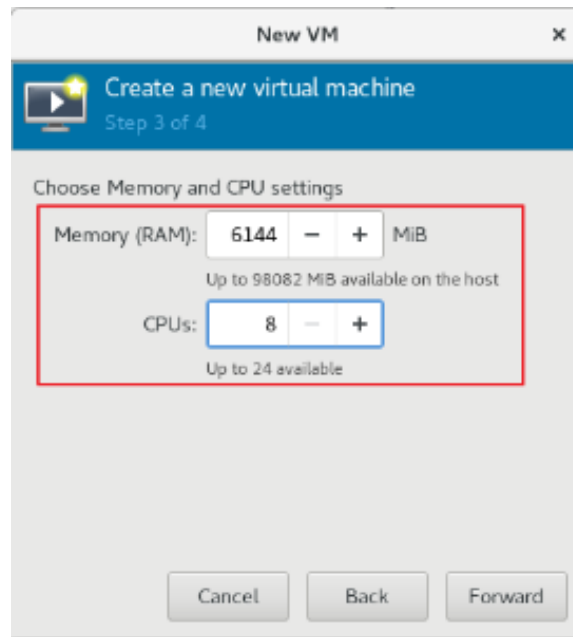 New VM ×
Create a new virtual machine
Step 3 of 4
Choose Memory and CPU settings
Memory (RAM): 6144 − + MiB
Up to 98082 MiB available on the host
CPUs: 8 − +
Up to 24 available
Cancel Back Forward